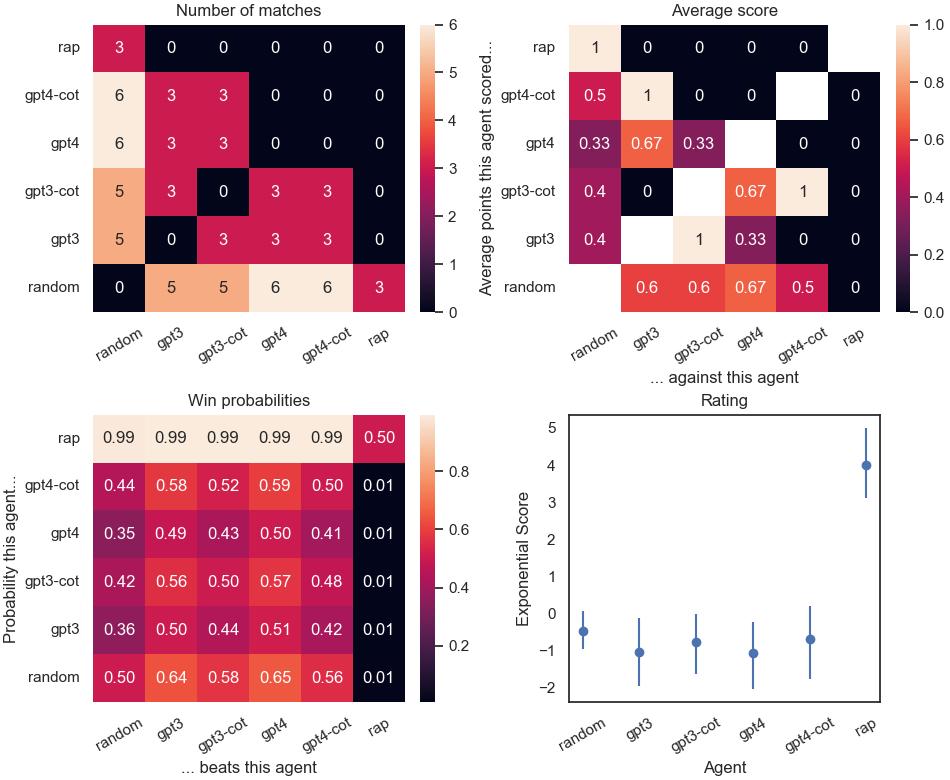 Number of matches
rap 3 0 0 0 0 0
gpt4-cot 6 3 3 0 0 0
gpt4 6 3 3 0 0 0
gpt3-cot 5 3 0 3 3 0
gpt3 5 0 3 3 3 0
random 0 5 5 6 6 3
random gpt3 gpt3-cot gpt4 gpt4-cot rap
6
5
4
3
2
1
0
Average score
Average points this agent scored...
rap 1 0 0 0 0
gpt4-cot 0.5 1 0 0 0
gpt4 0.33 0.67 0.33 0 0
gpt3-cot 0.4 0 0.67 1 0
gpt3 0.4 1 0.33 0 0
random 0.6 0.6 0.67 0.5 0
random gpt3 gpt3-cot gpt4 gpt4-cot rap
... against this agent
1.0
0.8
0.6
0.4
0.2
0.0
Win probabilities
Probability this agent...
rap 0.99 0.99 0.99 0.99 0.99 0.50
gpt4-cot 0.44 0.58 0.52 0.59 0.50 0.01
gpt4 0.35 0.49 0.43 0.50 0.41 0.01
gpt3-cot 0.42 0.56 0.50 0.57 0.48 0.01
gpt3 0.36 0.50 0.44 0.51 0.42 0.01
random 0.50 0.64 0.58 0.65 0.56 0.01
random gpt3 gpt3-cot gpt4 gpt4-cot rap
... beats this agent
0.8
0.6
0.4
0.2
Rating
Exponential Score
5
4
3
2
1
0
−1
−2
random gpt3 gpt3-cot gpt4 gpt4-cot rap
Agent